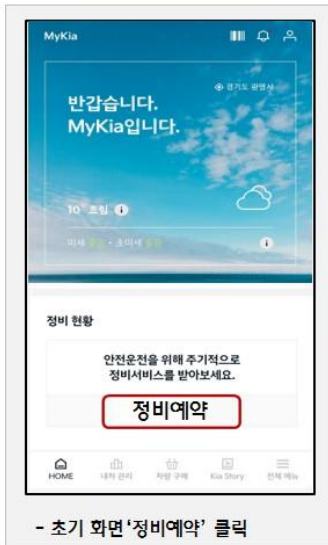 MyKia
경기도 광명시
반갑습니다.
MyKia입니다.
10° 흐림
미세 좋음 · 초미세 좋음
정비 현황
안전운전을 위해 주기적으로
정비서비스를 받아보세요.
정비예약
HOME 내차 관리 차량 구매 Kia Story 전체 메뉴
- 초기 화면 '정비예약' 클릭